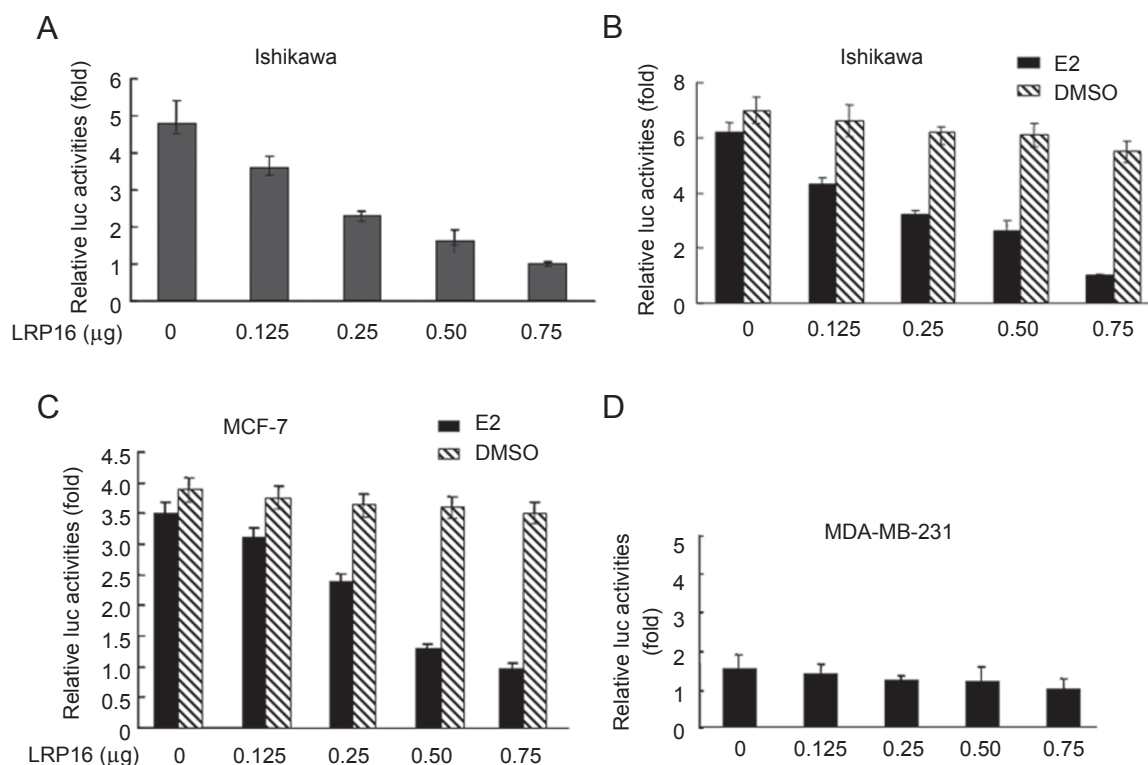 A
Ishikawa
Relative luc activities (fold)
6
5
4
3
2
1
0
LRP16 (µg) 0 0.125 0.25 0.50 0.75
B
Ishikawa
E2
DMSO
Relative luc activities (fold)
8
6
4
2
0
0 0.125 0.25 0.50 0.75
C
MCF-7
E2
DMSO
Relative luc activities (fold)
4.5
4.0
3.5
3.0
2.5
2.0
1.5
1.0
0.5
0
LRP16 (µg) 0 0.125 0.25 0.50 0.75
D
MDA-MB-231
Relative luc activities
(fold)
5
4
3
2
1
0
0 0.125 0.25 0.50 0.75